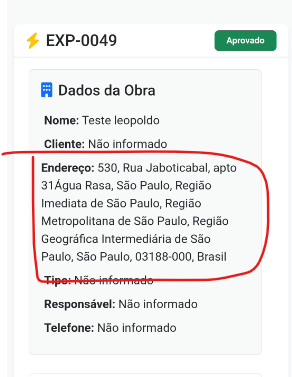 EXP-0049
Aprovado
Dados da Obra
Nome: Teste leopoldo
Cliente: Não informado
Endereço: 530, Rua Jaboticabal, apto
31Água Rasa, São Paulo, Região
Imediata de São Paulo, Região
Metropolitana de São Paulo, Região
Geográfica Intermediária de São
Paulo, São Paulo, 03188-000, Brasil
Tipo: Não informado
Responsável: Não informado
Telefone: Não informado